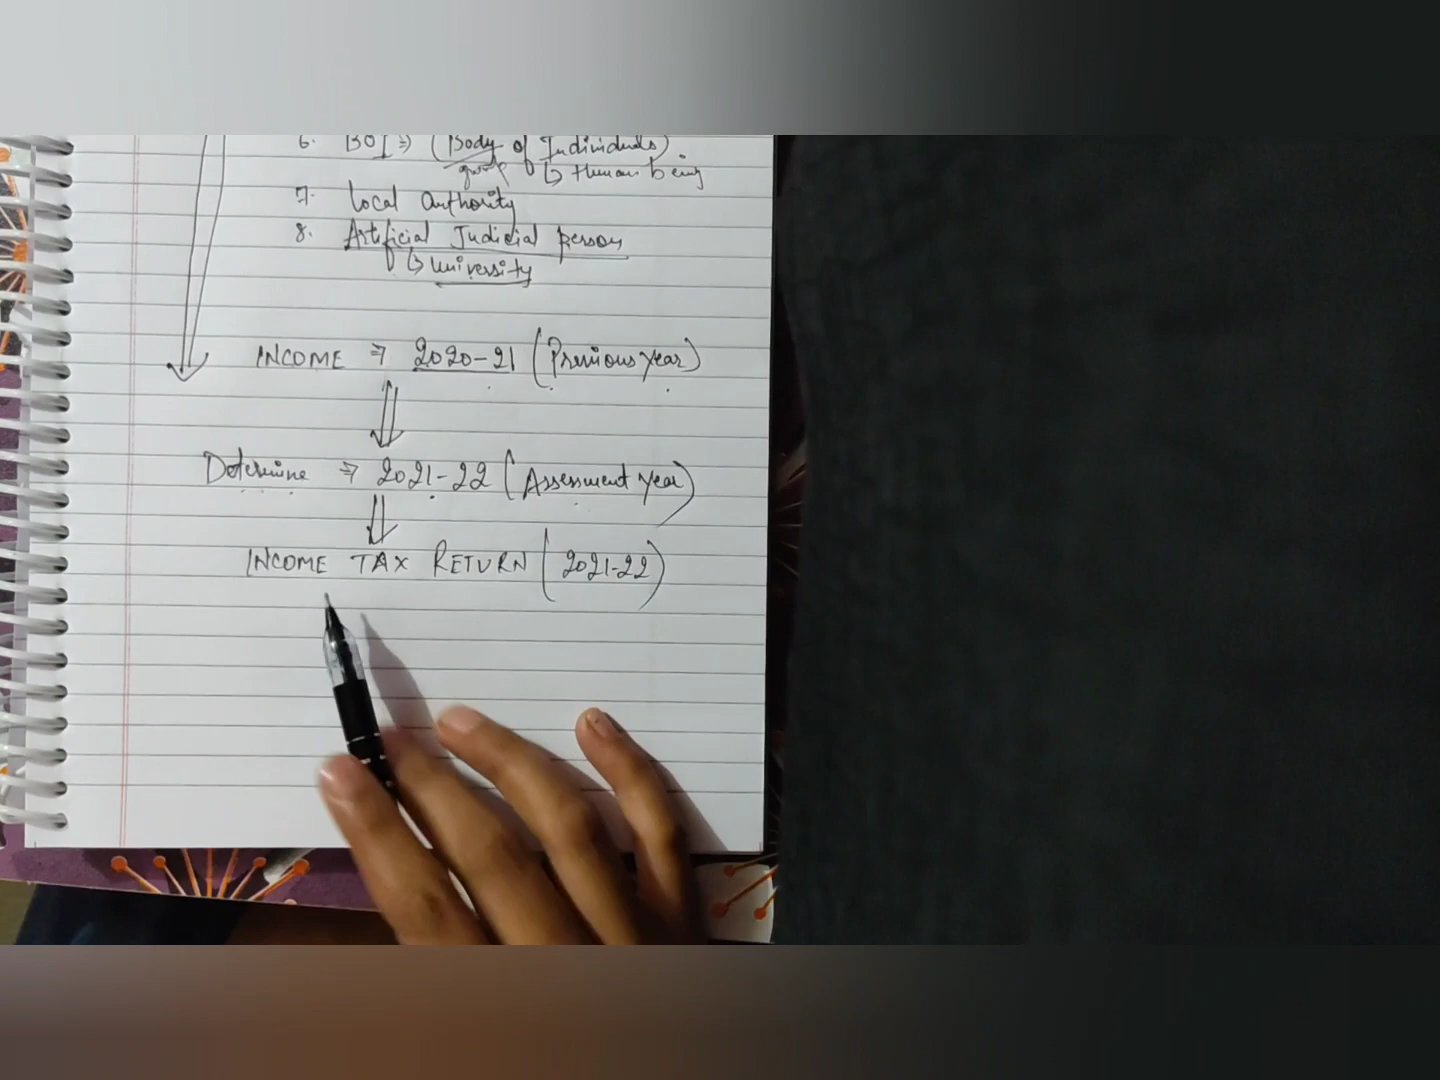 6. BOI ⇒ (Body of Individuals)
group ↳ Human being
7. Local Authority
8. Artificial Judicial person
↳ University
INCOME ⇒ 2020-21 (Previous year)
Determine ⇒ 2021-22 (Assessment year)
INCOME TAX RETURN (2021-22)